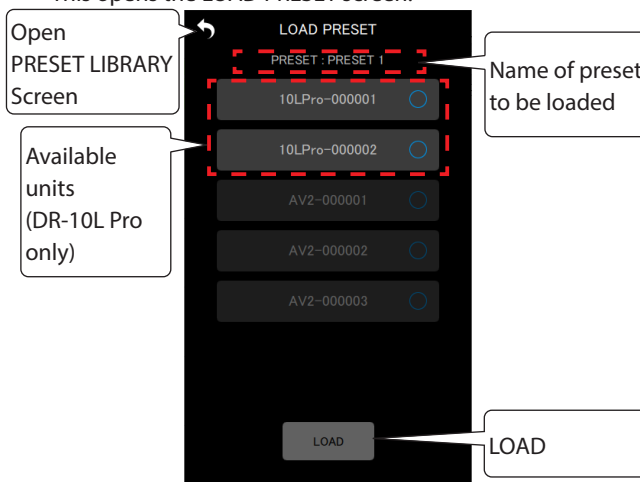 This opens the LOAD PRESET screen.
Open
PRESET LIBRARY
Screen
LOAD PRESET
PRESET : PRESET 1
Name of preset
to be loaded
10LPro-000001
10LPro-000002
Available
units
(DR-10L Pro
only)
AV2-000001
AV2-000002
AV2-000003
LOAD
LOAD